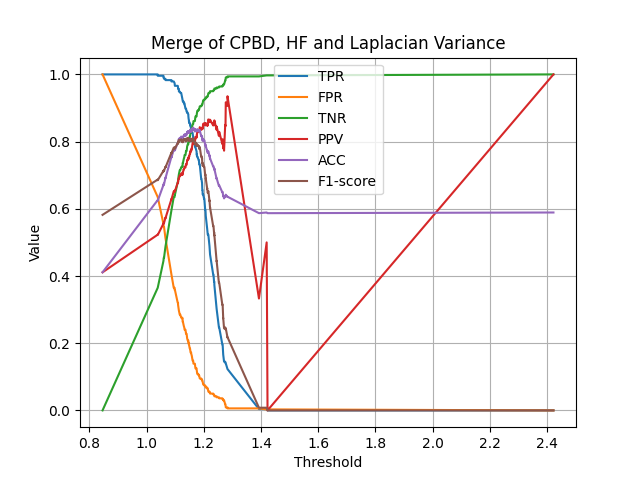 Merge of CPBD, HF and Laplacian Variance
TPR
FPR
TNR
PPV
ACC
F1-score
Value
1.0
0.8
0.6
0.4
0.2
0.0
0.8 1.0 1.2 1.4 1.6 1.8 2.0 2.2 2.4
Threshold